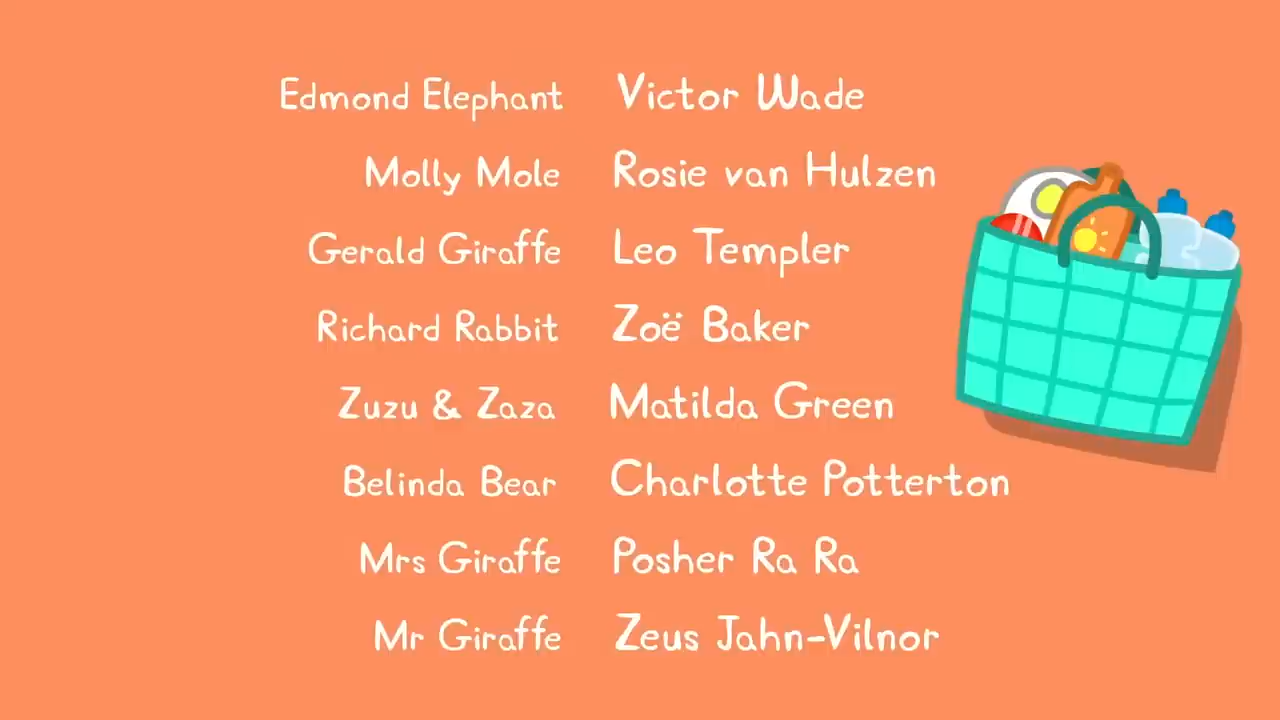 Edmond Elephant Victor Wade
Molly Mole Rosie van Hulzen
Gerald Giraffe Leo Templer
Richard Rabbit Zoë Baker
Zuzu & Zaza Matilda Green
Belinda Bear Charlotte Potterton
Mrs Giraffe Posher Ra Ra
Mr Giraffe Zeus Jahn-Vilnor